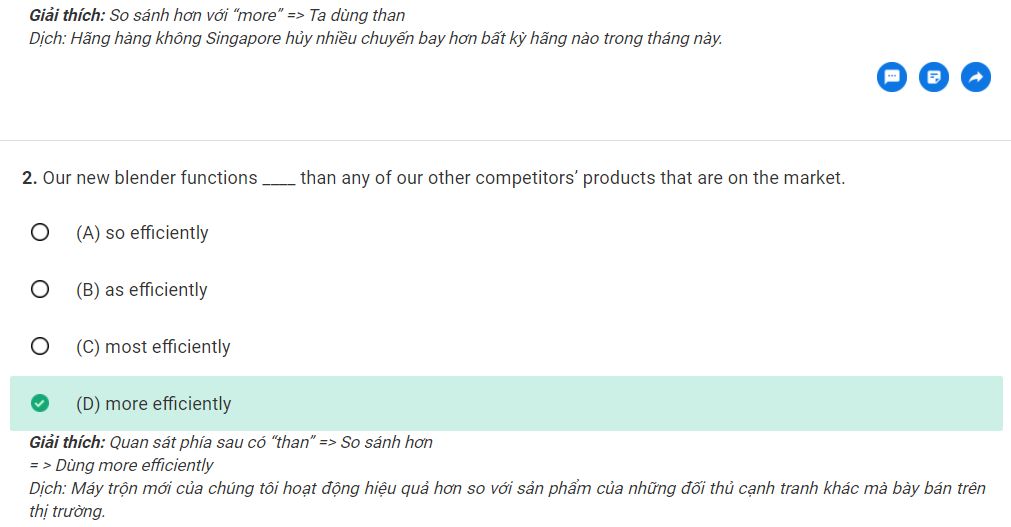 Giải thích: So sánh hơn với “more” => Ta dùng than
Dịch: Hãng hàng không Singapore hủy nhiều chuyến bay hơn bất kỳ hãng nào trong tháng này.
2. Our new blender functions ____ than any of our other competitors’ products that are on the market.
(A) so efficiently
(B) as efficiently
(C) most efficiently
(D) more efficiently
Giải thích: Quan sát phía sau có “than” => So sánh hơn
= > Dùng more efficiently
Dịch: Máy trộn mới của chúng tôi hoạt động hiệu quả hơn so với sản phẩm của những đối thủ cạnh tranh khác mà bày bán trên
thị trường.